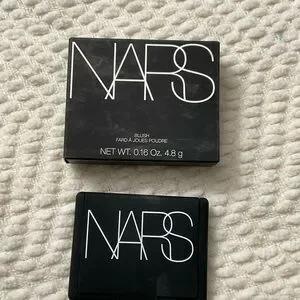 NARS
BLUSH
FARD À JOUES POUDRE
NET WT. 0.16 Oz. 4.8 g
NARS